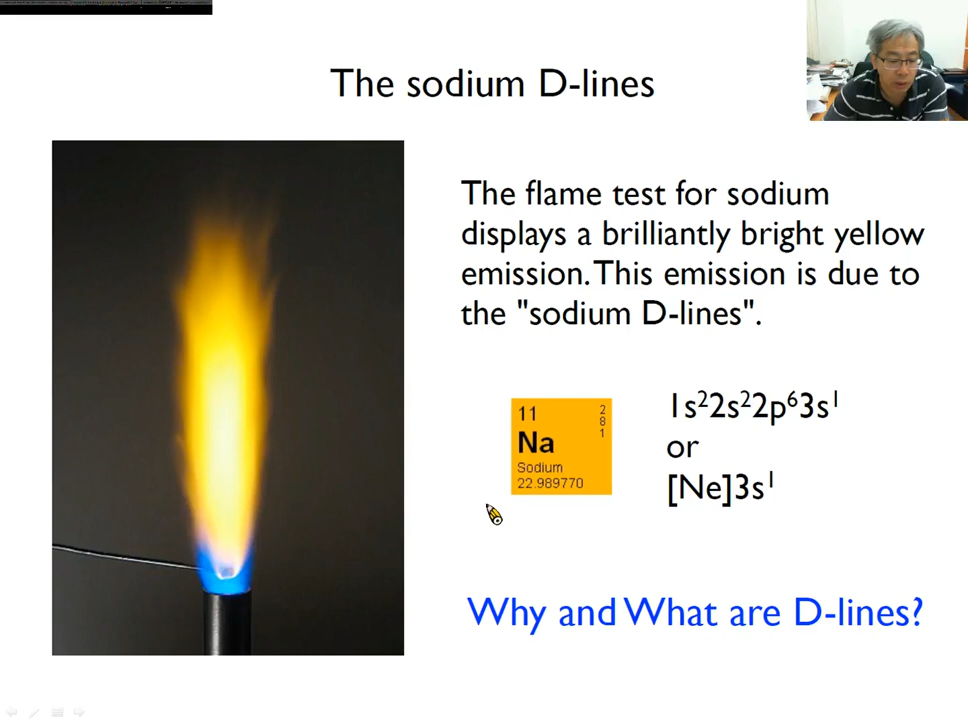 The sodium D-lines
The flame test for sodium
displays a brilliantly bright yellow
emission. This emission is due to
the "sodium D-lines".
11
2
8
1
Na
Sodium
22.989770
1s²2s²2p⁶3s¹
or
[Ne]3s¹
Why and What are D-lines?